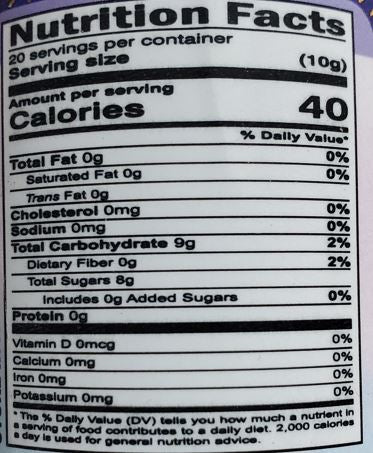 Nutrition Facts
20 servings per container
Serving size (10g)
Amount per serving
Calories 40
% Daily Value*
Total Fat 0g 0%
Saturated Fat 0g 0%
Trans Fat 0g
Cholesterol 0mg 0%
Sodium 0mg 0%
Total Carbohydrate 9g 2%
Dietary Fiber 0g 2%
Total Sugars 8g
Includes 0g Added Sugars 0%
Protein 0g
Vitamin D 0mcg 0%
Calcium 0mg 0%
Iron 0mg 0%
Potassium 0mg 0%
* The % Daily Value (DV) tells you how much a nutrient in
a serving of food contributes to a daily diet. 2,000 calories
a day is used for general nutrition advice.